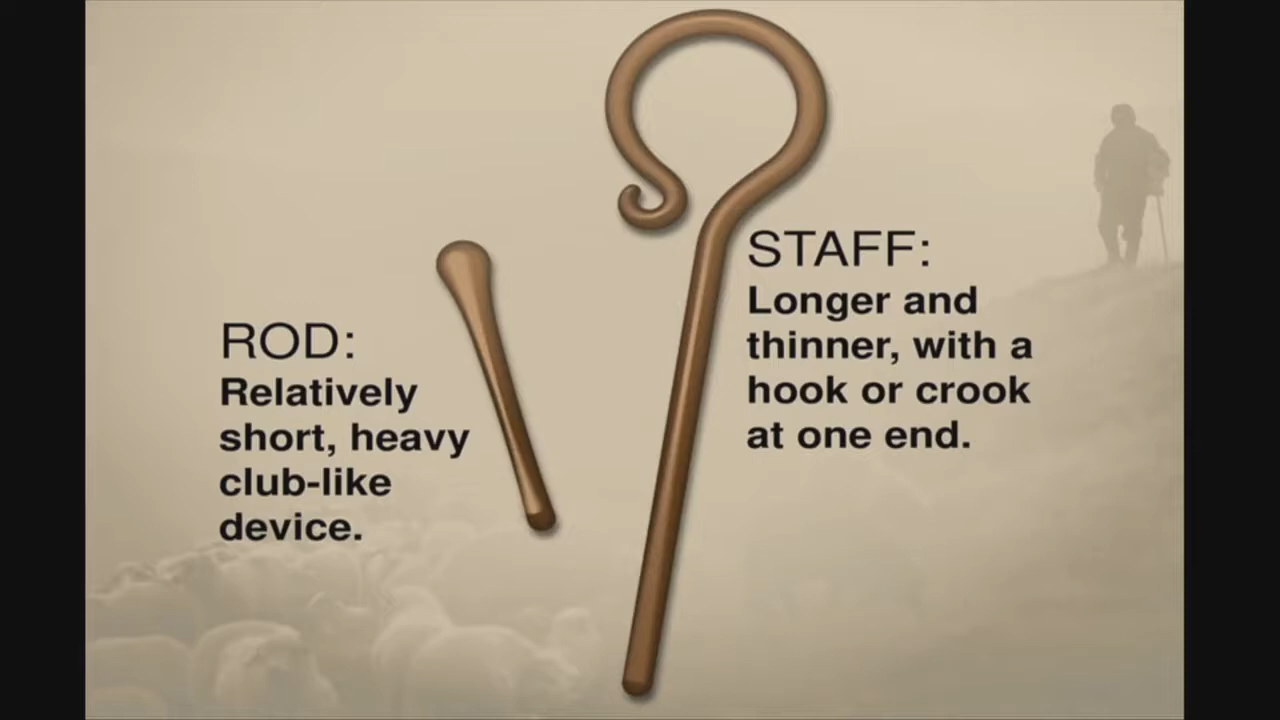 ROD:
Relatively
short, heavy
club-like
device.
STAFF:
Longer and
thinner, with a
hook or crook
at one end.